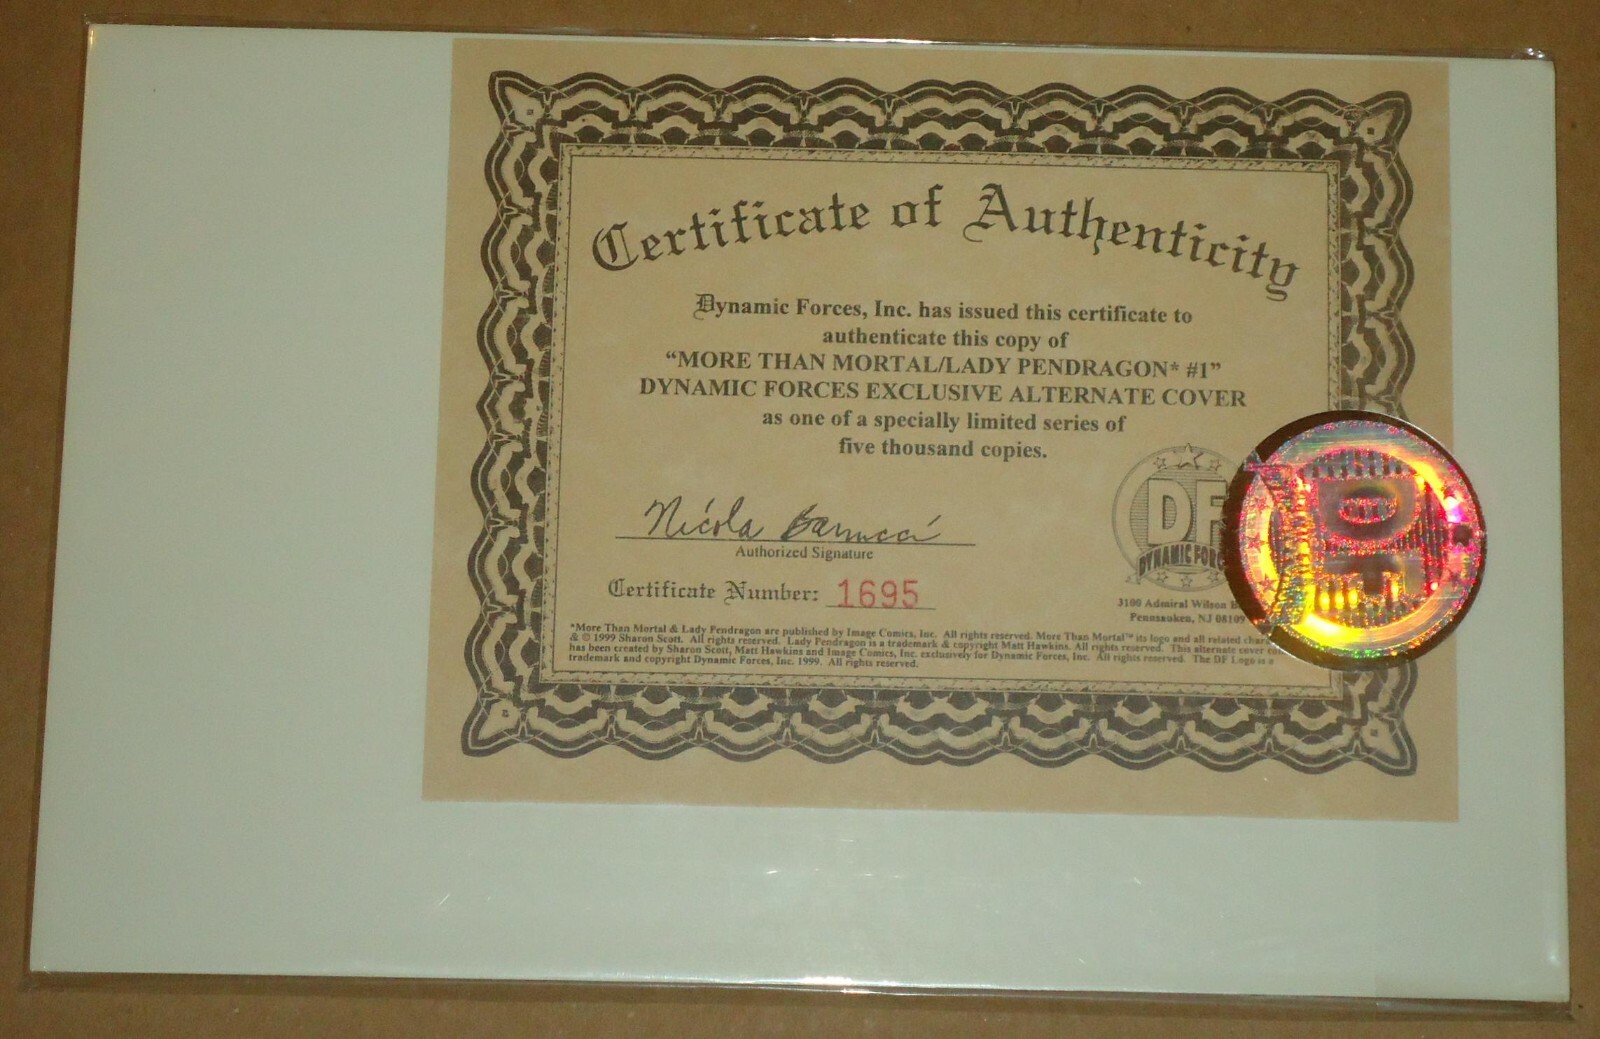 Certificate of Authenticity
Dynamic Forces, Inc. has issued this certificate to
authenticate this copy of
“MORE THAN MORTAL/LADY PENDRAGON* #1”
DYNAMIC FORCES EXCLUSIVE ALTERNATE COVER
as one of a specially limited series of
five thousand copies.
Nicola Barrucci
Authorized Signature
Certificate Number: 1695
DF
DYNAMIC FORC
3100 Admiral Wilson B
Pennsauken, NJ 08109
DF
*More Than Mortal & Lady Pendragon are published by Image Comics, Inc. All rights reserved. More Than Mortal™ its logo and all related char
& © 1999 Sharon Scott. All rights reserved. Lady Pendragon is a trademark & copyright Matt Hawkins. All rights reserved. This alternate cover
has been created by Sharon Scott, Matt Hawkins and Image Comics, Inc. exclusively for Dynamic Forces, Inc. All rights reserved. The DF Logo is a
trademark and copyright Dynamic Forces, Inc. 1999. All rights reserved.